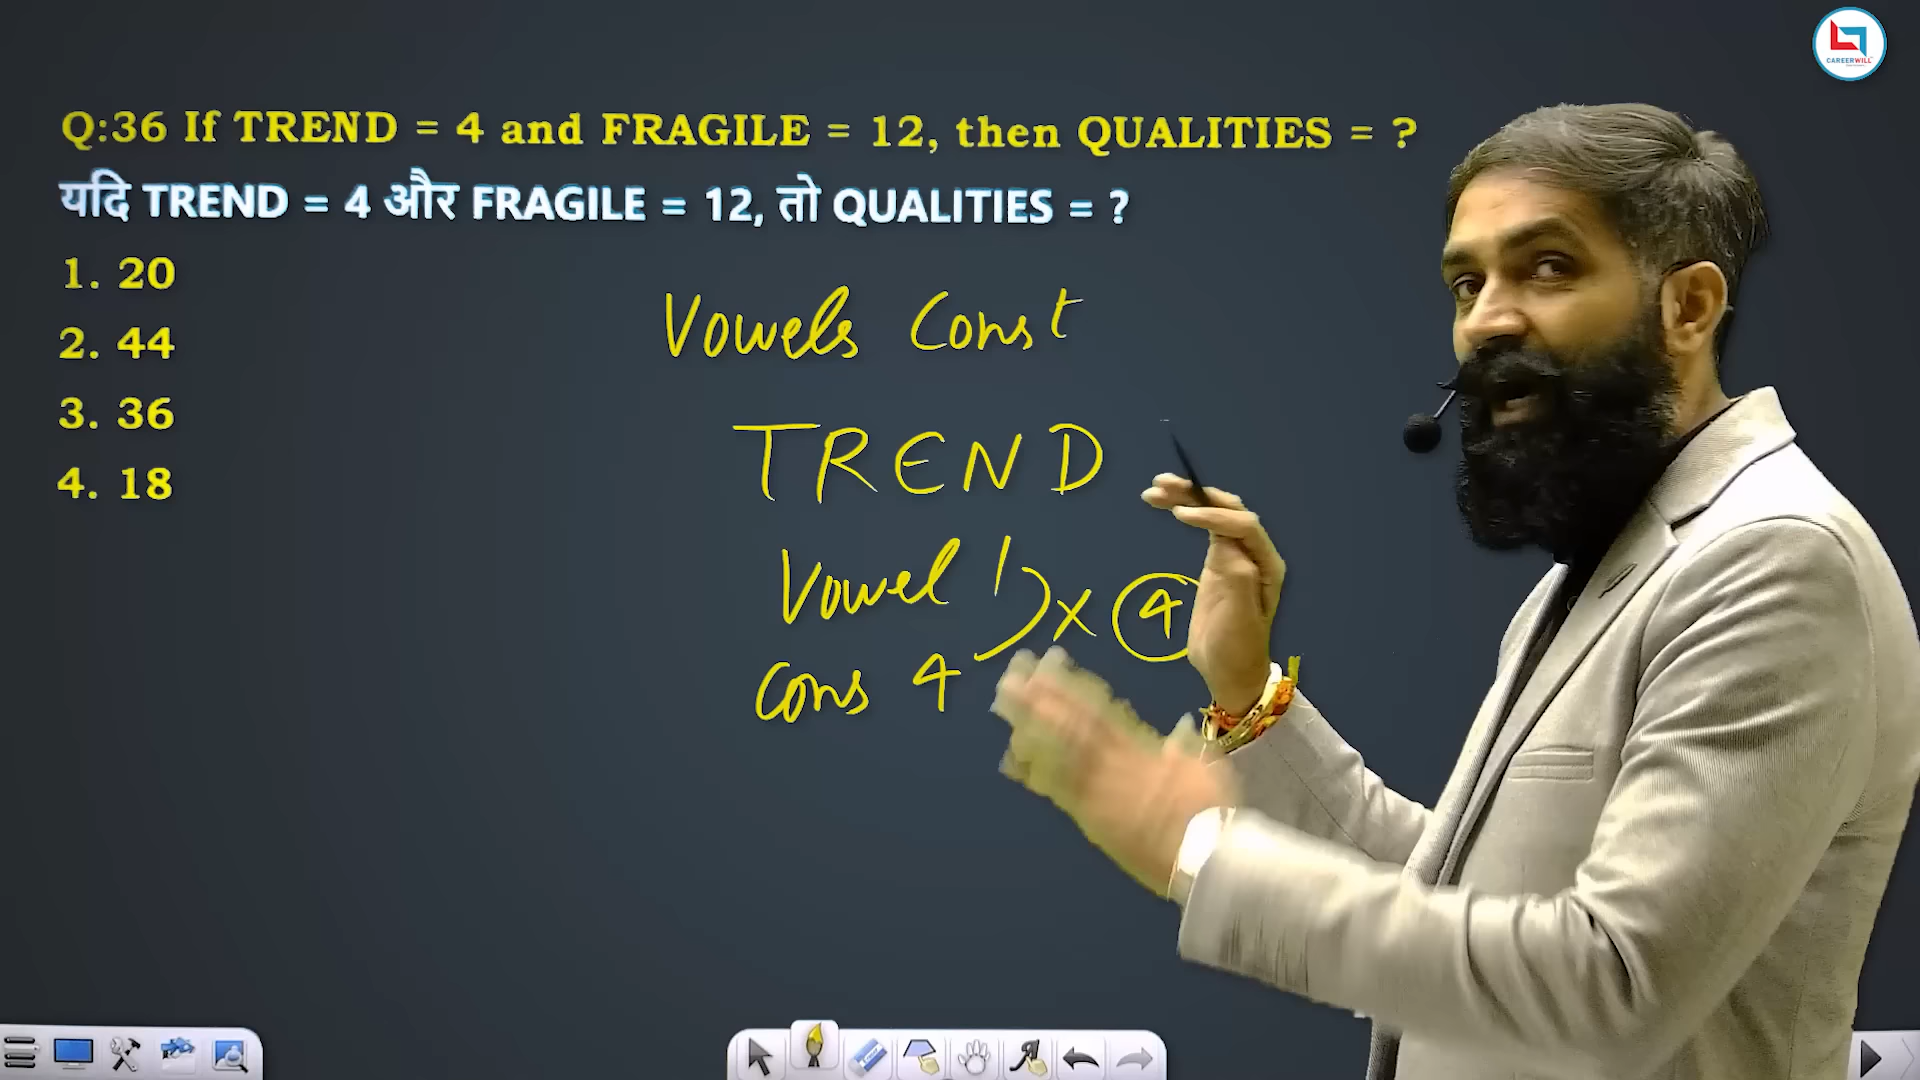 CAREERWILL
Q:36 If TREND = 4 and FRAGILE = 12, then QUALITIES = ?
यदि TREND = 4 और FRAGILE = 12, तो QUALITIES = ?
1. 20
2. 44
3. 36
4. 18
Vowels Const
TREND
Vowel 1 × 4
Cons 4